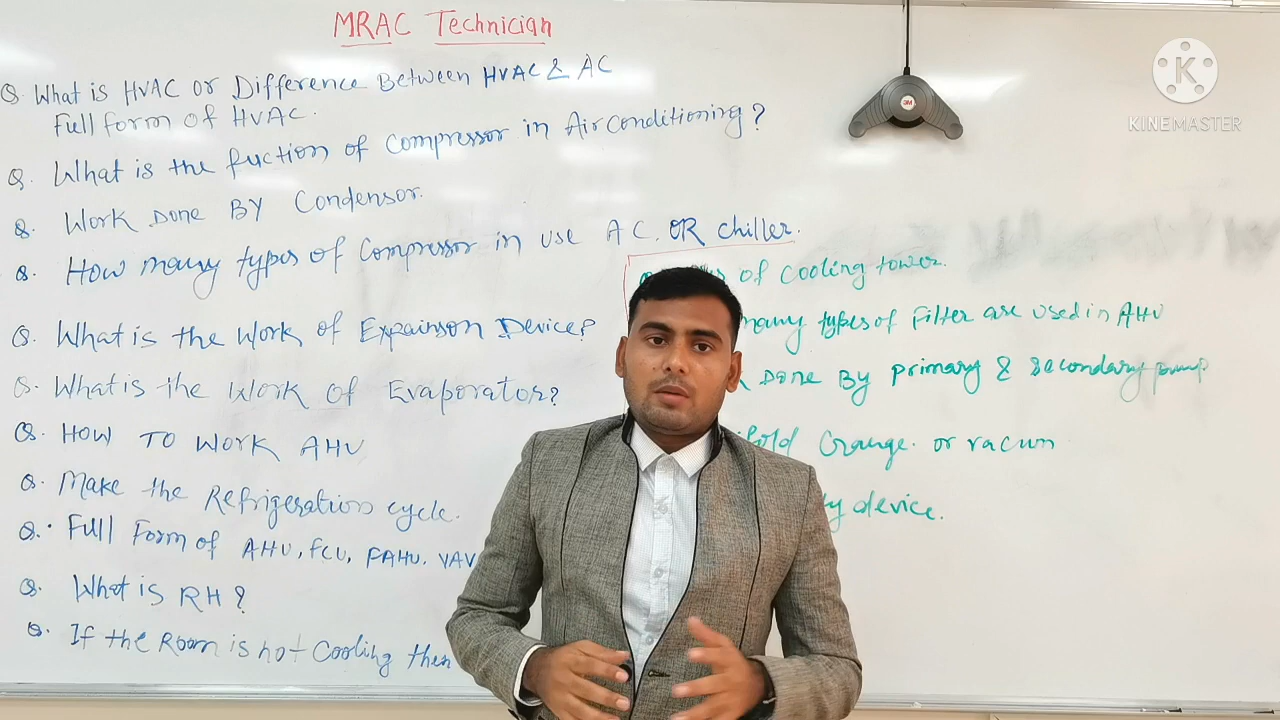 MRAC Technician
Q. What is HVAC or Difference Between HVAC & AC
Full form of HVAC.
Q. What is the fuction of compressor in Airconditioning?
Q. Work Done By Condensor.
Q. How many types of Compressor in use AC. OR chiller.
Q. What is the Work of Expainson Device?
Q. What is the Work of Evaporator?
Q. HOW TO WORK AHU
Q. Make the Refrigeration cycle.
Q. Full Form of AHU, FCU, FAHU, VAV
Q. What is RH?
Q. If the Room is not Cooling then
of Cooling tower.
many types of Filter are used in AHU
Done By primary & Secondary pump
Gauge or vacum
device.
3M
KINEMASTER